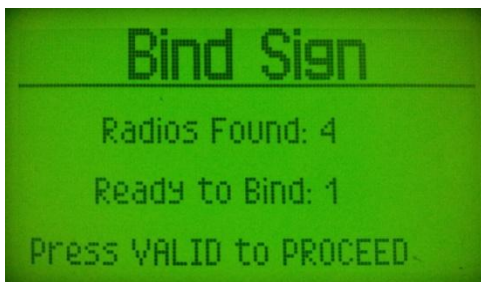 Bind Sign
Radios Found: 4
Ready to Bind: 1
Press VALID to PROCEED